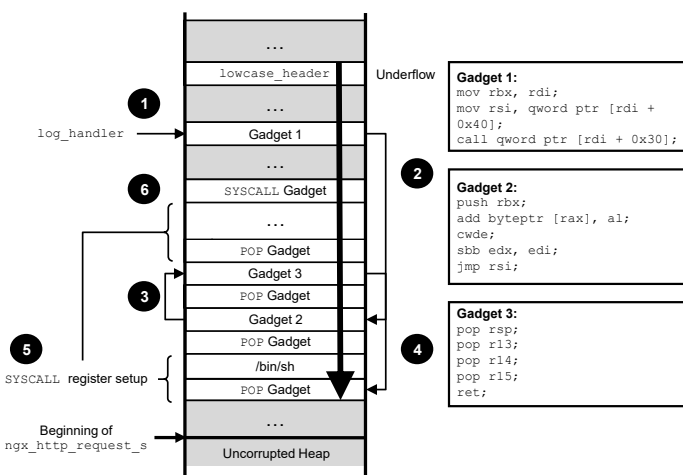 ...
lowcase_header
Underflow
1
...
log_handler
Gadget 1
...
2
6
SYSCALL Gadget
...
POP Gadget
Gadget 3
3
POP Gadget
Gadget 2
4
5
POP Gadget
/bin/sh
SYSCALL register setup
POP Gadget
...
Beginning of
ngx_http_request_s
Uncorrupted Heap
Gadget 1:
mov rbx, rdi;
mov rsi, qword ptr [rdi +
0x40];
call qword ptr [rdi + 0x30];
Gadget 2:
push rbx;
add byteptr [rax], al;
cwde;
sbb edx, edi;
jmp rsi;
Gadget 3:
pop rsp;
pop r13;
pop r14;
pop r15;
ret;